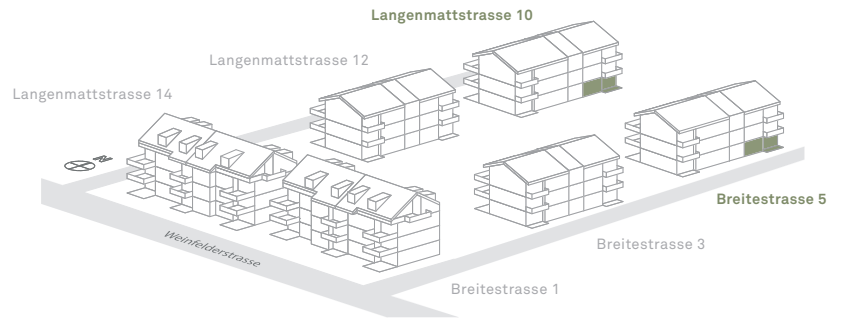 Langenmattstrasse 10
Langenmattstrasse 12
Langenmattstrasse 14
N
Weinfelderstrasse
Breitestrasse 5
Breitestrasse 3
Breitestrasse 1